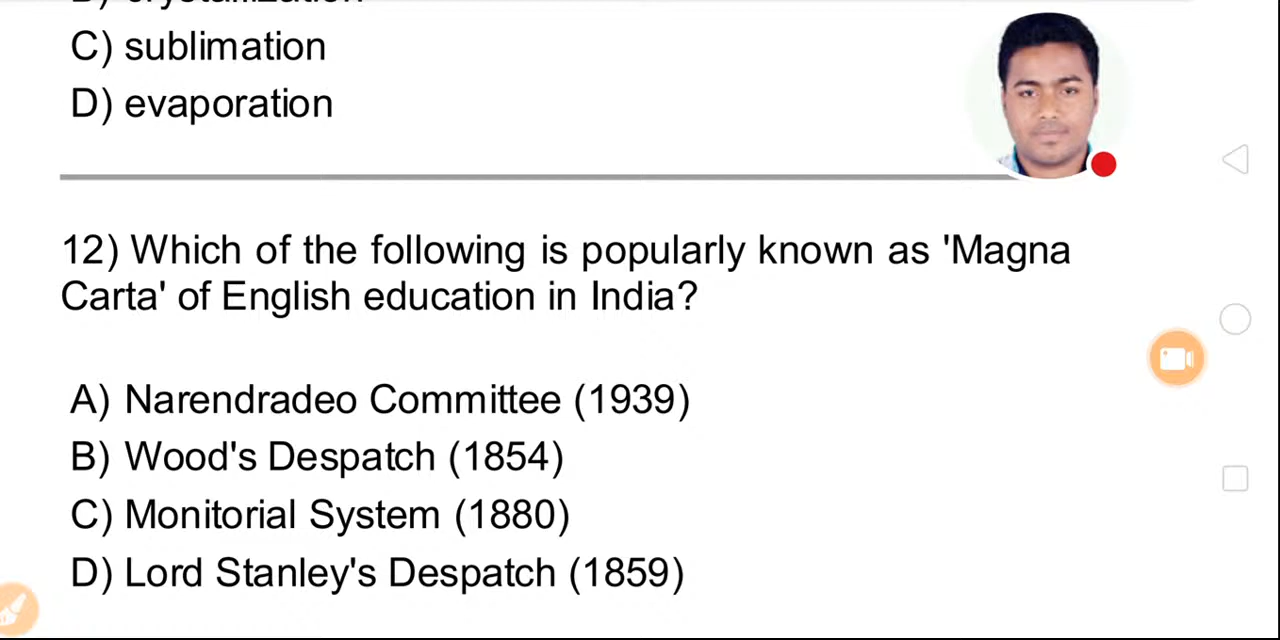 C) sublimation
D) evaporation
12) Which of the following is popularly known as 'Magna
Carta' of English education in India?
A) Narendradeo Committee (1939)
B) Wood's Despatch (1854)
C) Monitorial System (1880)
D) Lord Stanley's Despatch (1859)